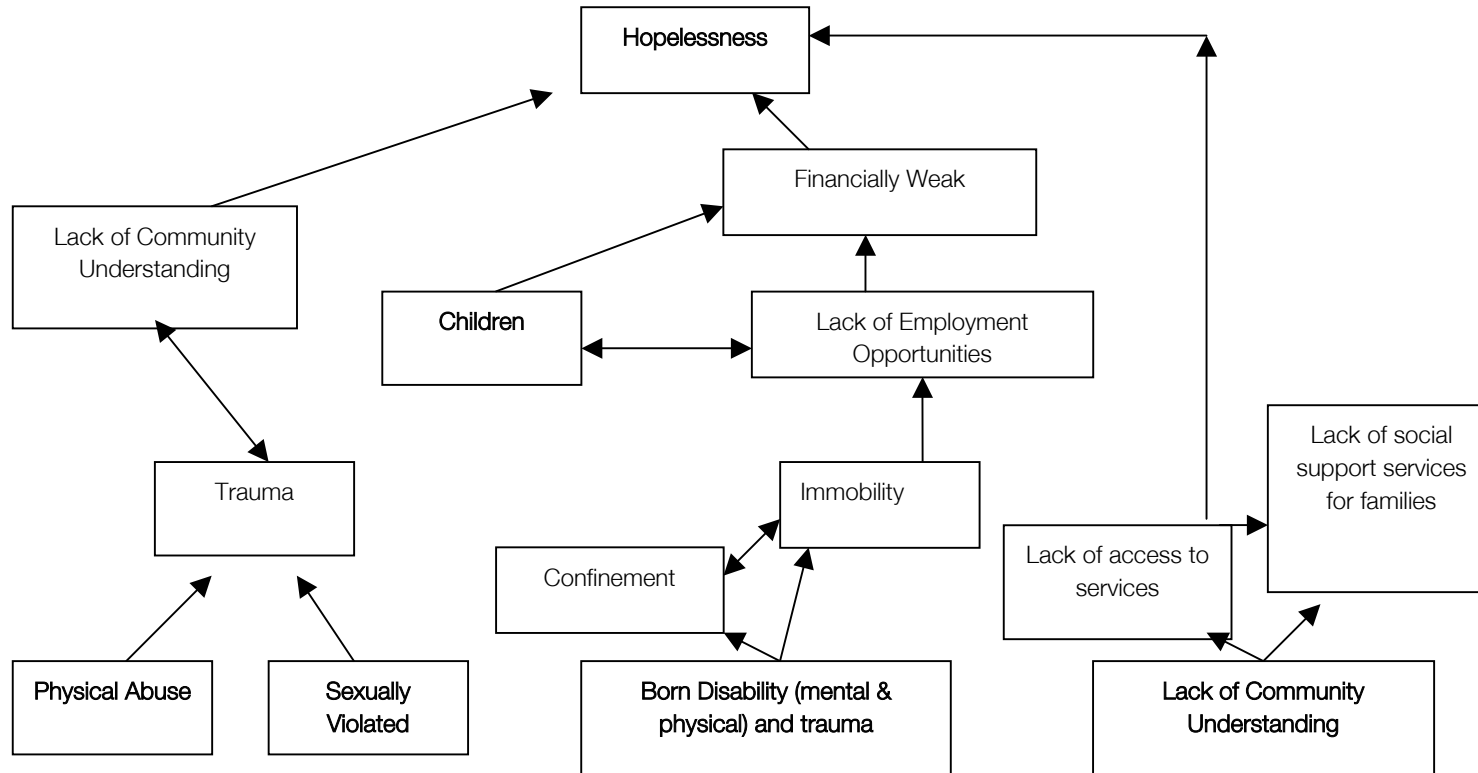 Hopelessness
Financially Weak
Lack of Community
Understanding
Children
Lack of Employment
Opportunities
Lack of social
support services
for families
Trauma
Immobility
Confinement
Lack of access to
services
Physical Abuse
Sexually
Violated
Born Disability (mental &
physical) and trauma
Lack of Community
Understanding